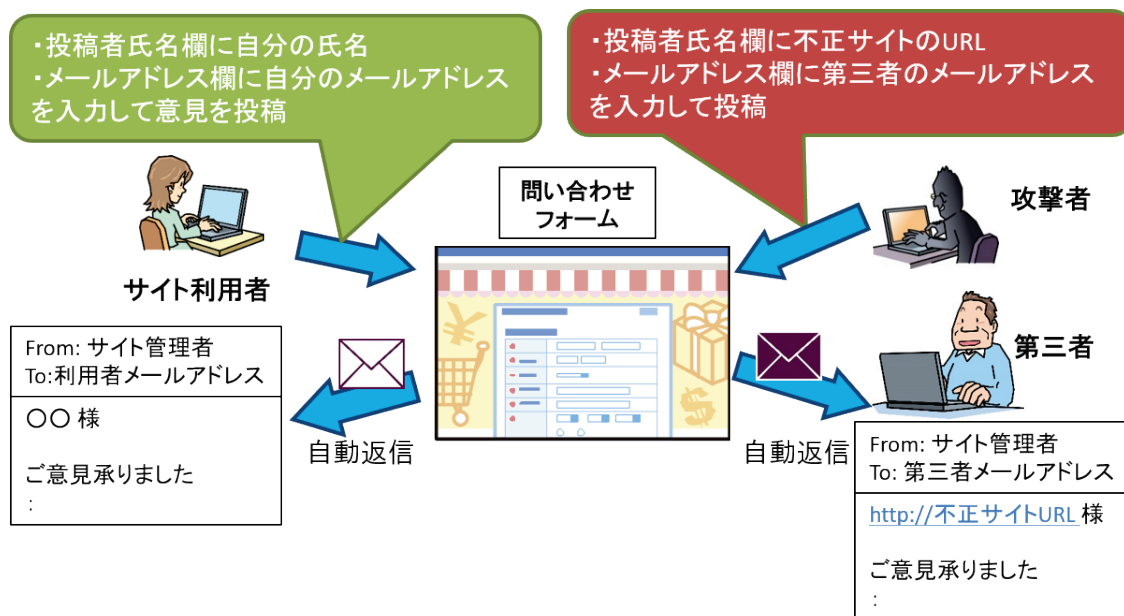 ・投稿者氏名欄に自分の氏名
・メールアドレス欄に自分のメールアドレス
を入力して意見を投稿
・投稿者氏名欄に不正サイトのURL
・メールアドレス欄に第三者のメールアドレス
を入力して投稿
問い合わせ
フォーム
攻撃者
サイト利用者
第三者
From: サイト管理者
To:利用者メールアドレス
〇〇 様
ご意見承りました
:
自動返信
自動返信
From: サイト管理者
To: 第三者メールアドレス
http://不正サイトURL 様
ご意見承りました
: